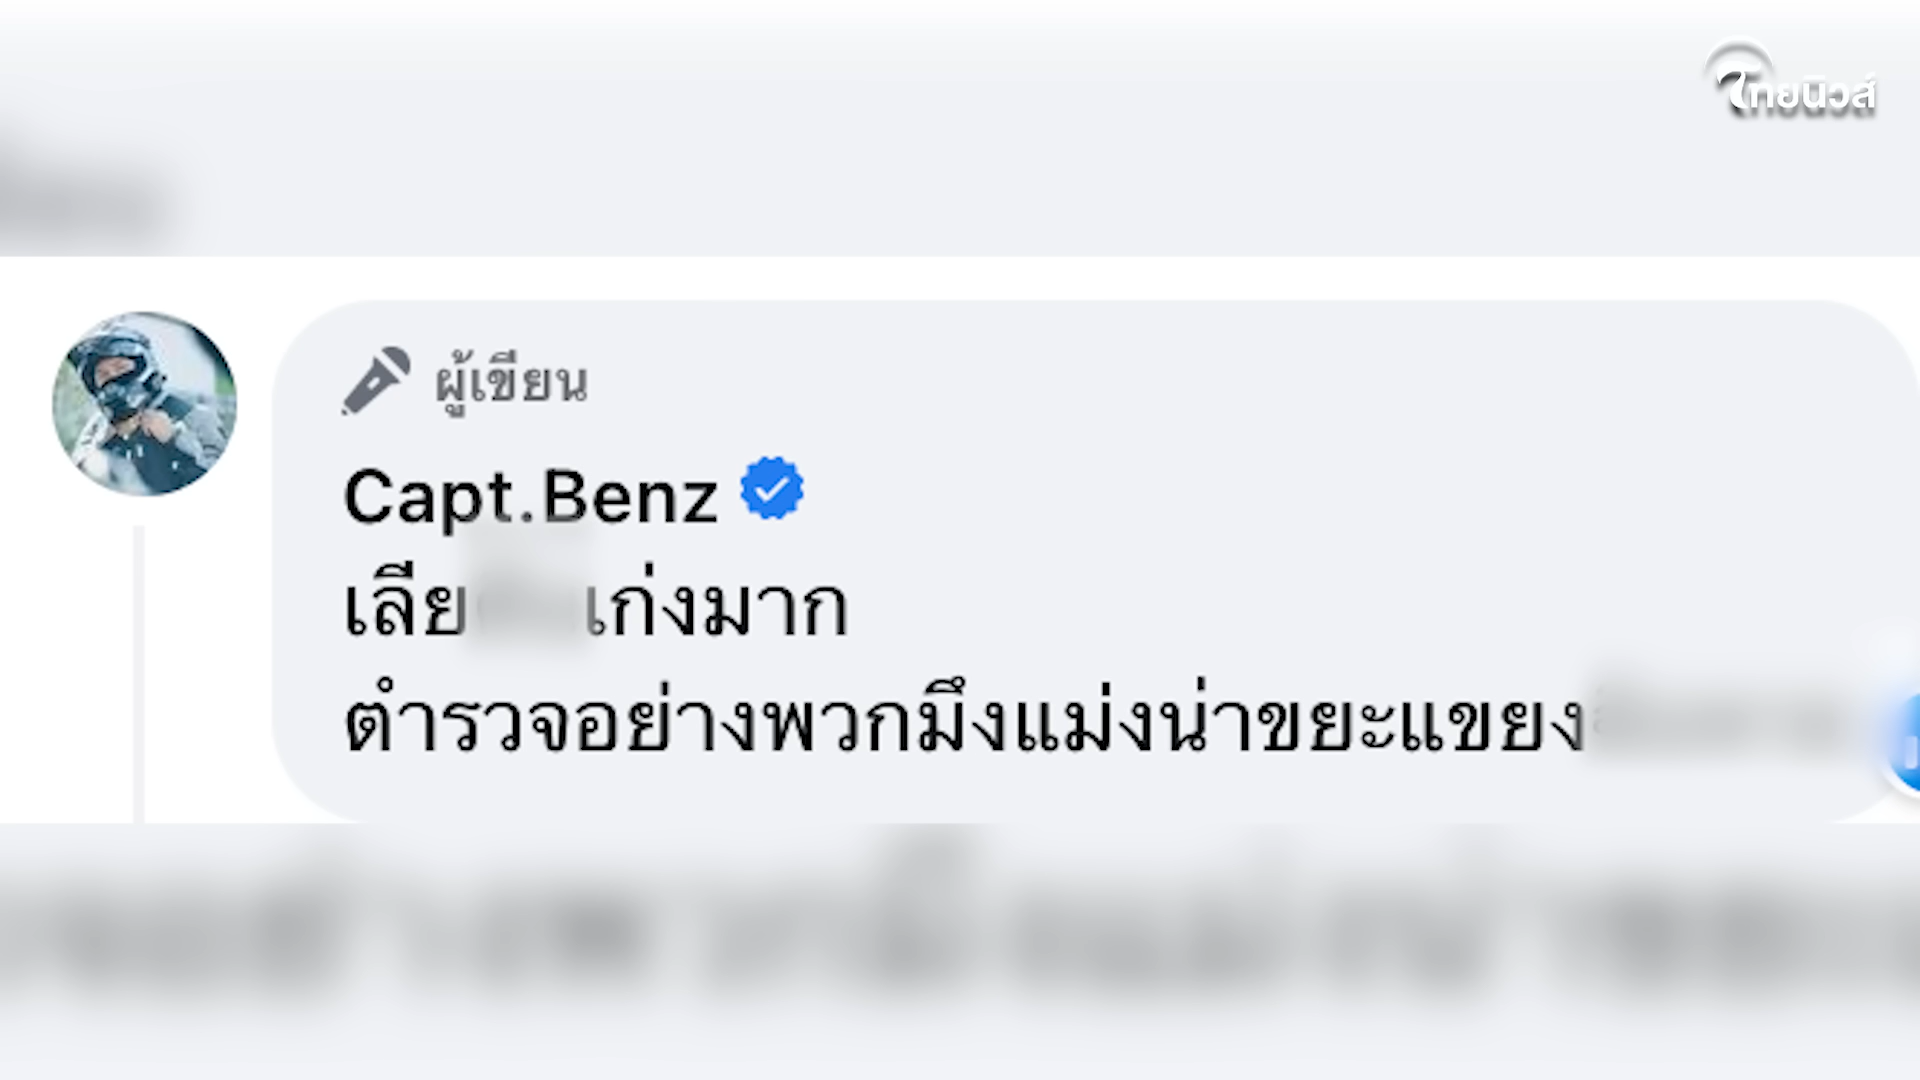 ไทยนิวส์
ผู้เขียน
Capt.Benz
เลีย เก่งมาก
ตำรวจอย่างพวกมึงแม่งน่าขยะแขยง